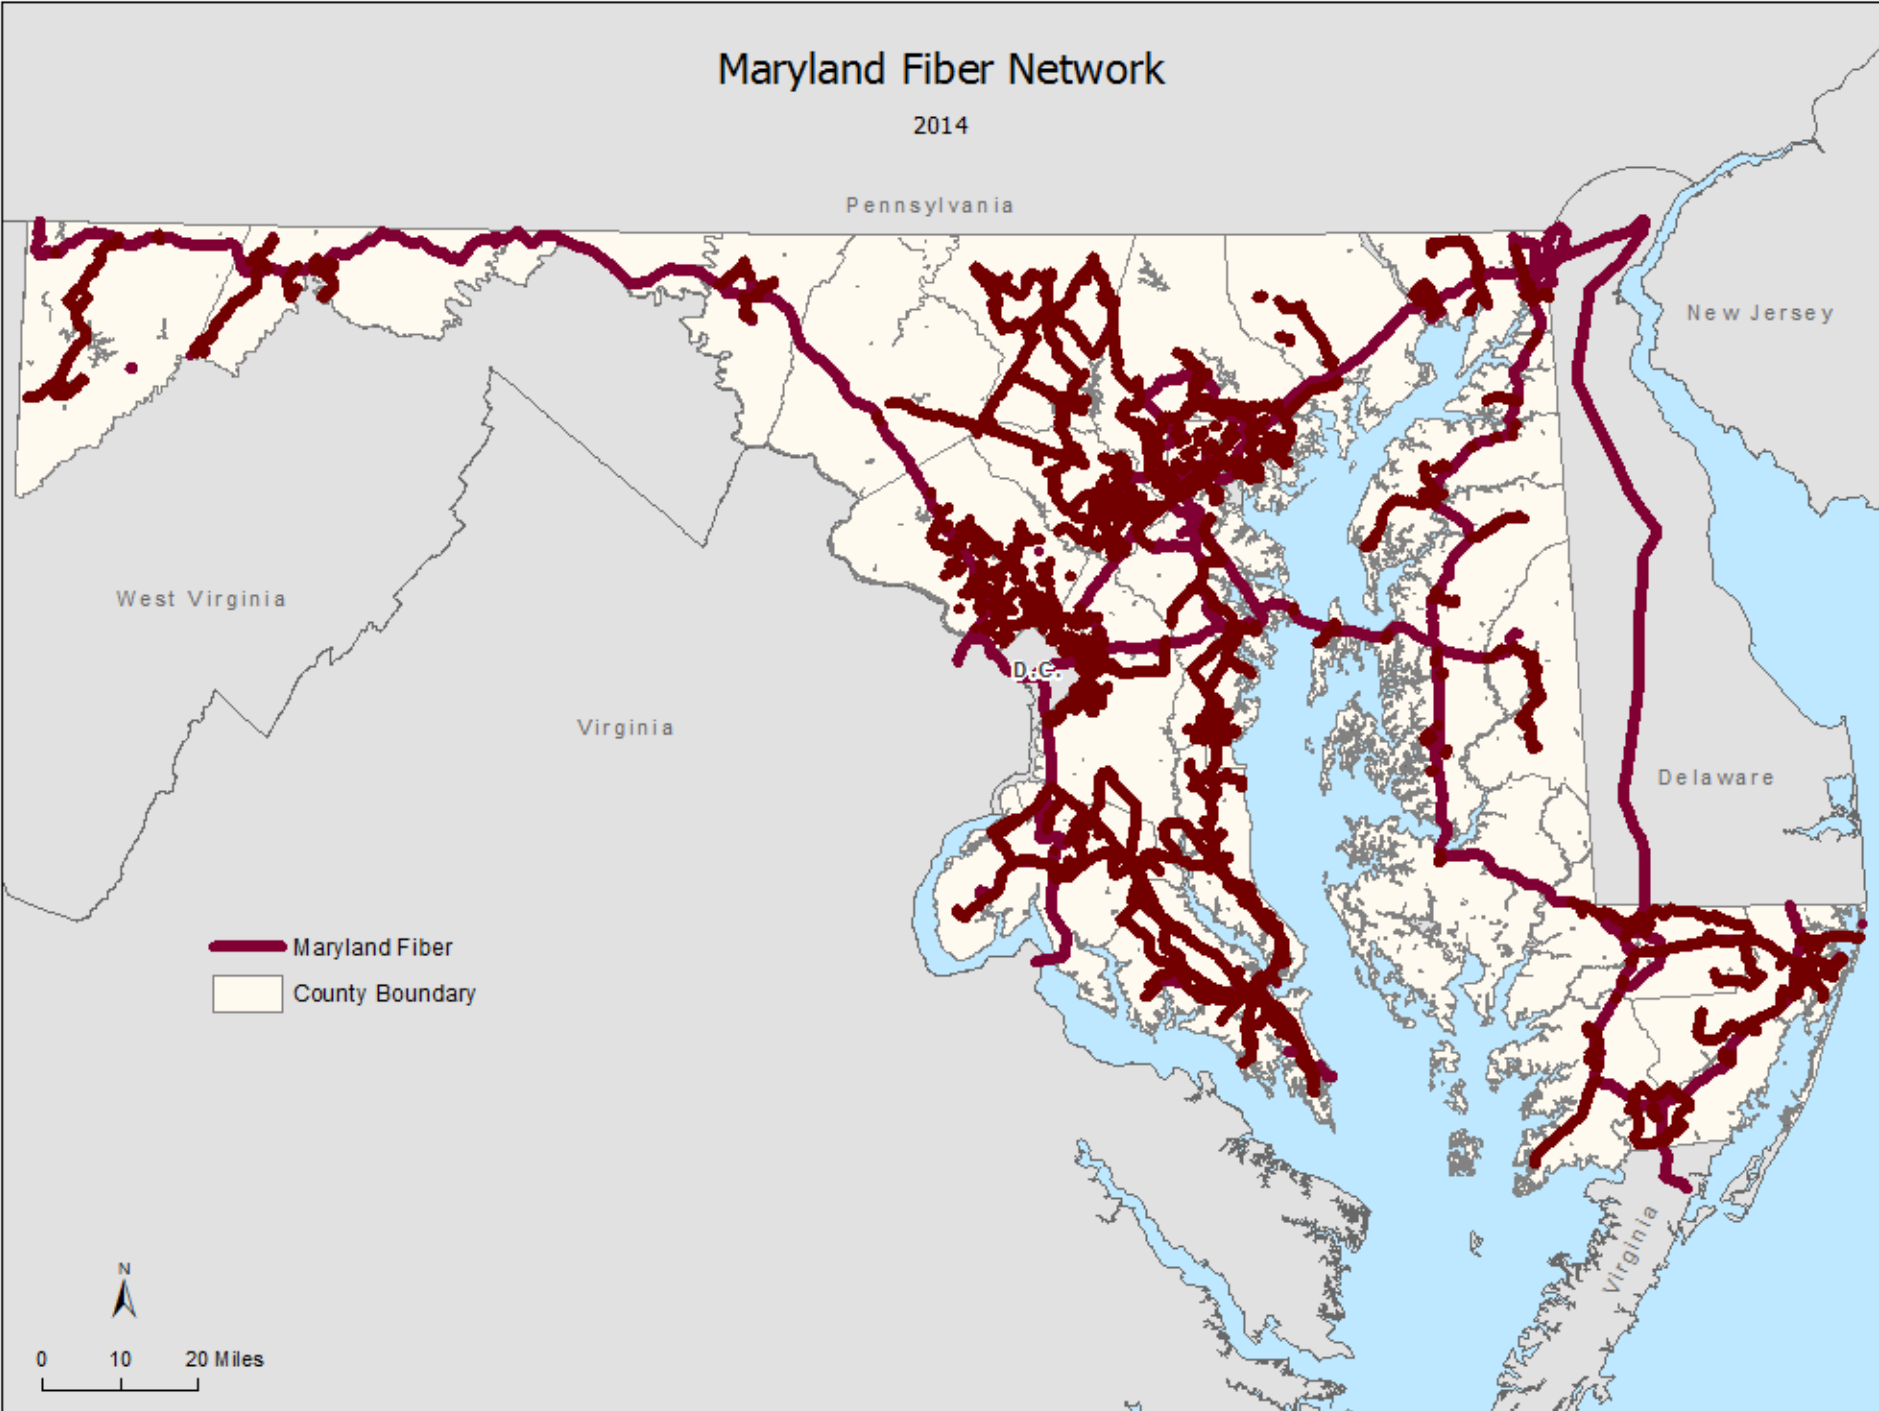 Maryland Fiber Network
2014
Pennsylvania
New Jersey
West Virginia
D.C.
Virginia
Delaware
Maryland Fiber
County Boundary
Virginia
N
0 10 20 Miles